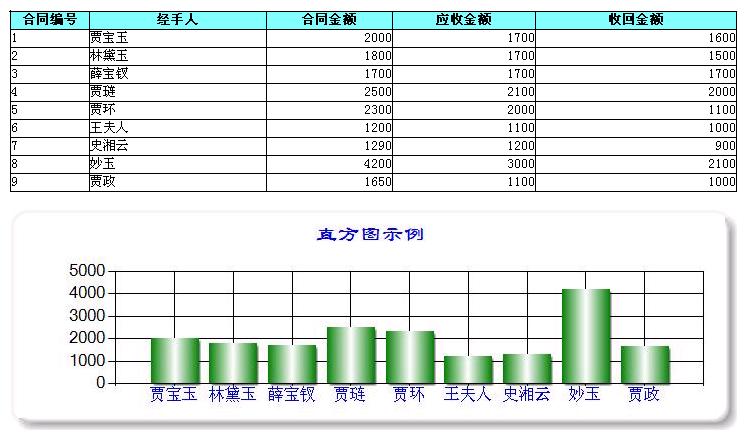 合同编号 经手人 合同金额 应收金额 收回金额
1 贾宝玉 2000 1700 1600
2 林黛玉 1800 1700 1500
3 薛宝钗 1700 1700 1700
4 贾琏 2500 2100 2000
5 贾环 2300 2000 1100
6 王夫人 1200 1100 1000
7 史湘云 1290 1200 900
8 妙玉 4200 3000 2100
9 贾政 1650 1100 1000
直方图示例
5000
4000
3000
2000
1000
0
贾宝玉 林黛玉 薛宝钗 贾琏 贾环 王夫人 史湘云 妙玉 贾政